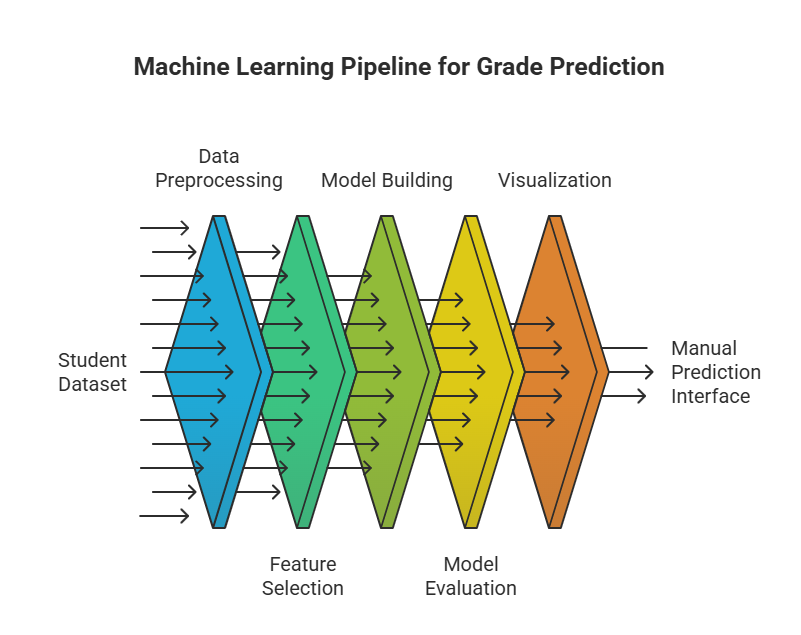 Machine Learning Pipeline for Grade Prediction
Data
Preprocessing
Model Building
Visualization
Student
Dataset
Manual
Prediction
Interface
Feature
Selection
Model
Evaluation